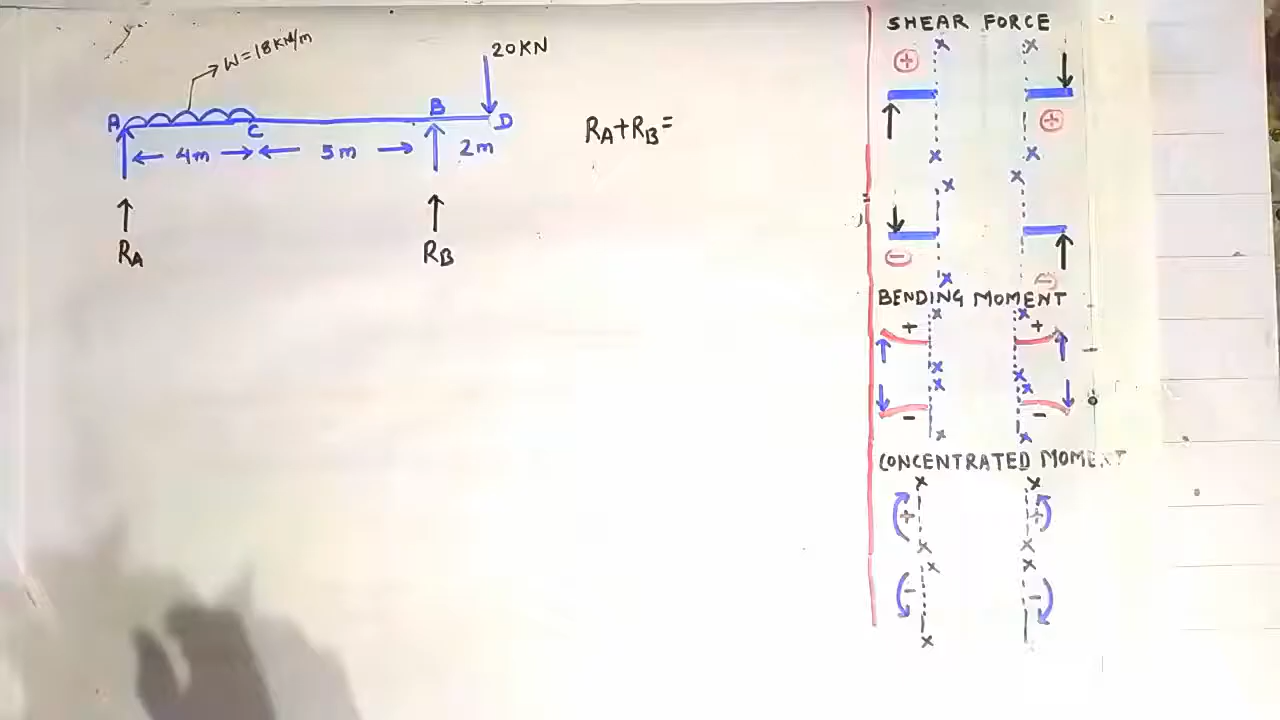 W=18KN/m
20KN
A
C
B
D
4m
5m
2m
RA
RB
RA+RB=
SHEAR FORCE
+
+
-
-
BENDING MOMENT
+
+
-
-
CONCENTRATED MOMENT
+
+
-
-